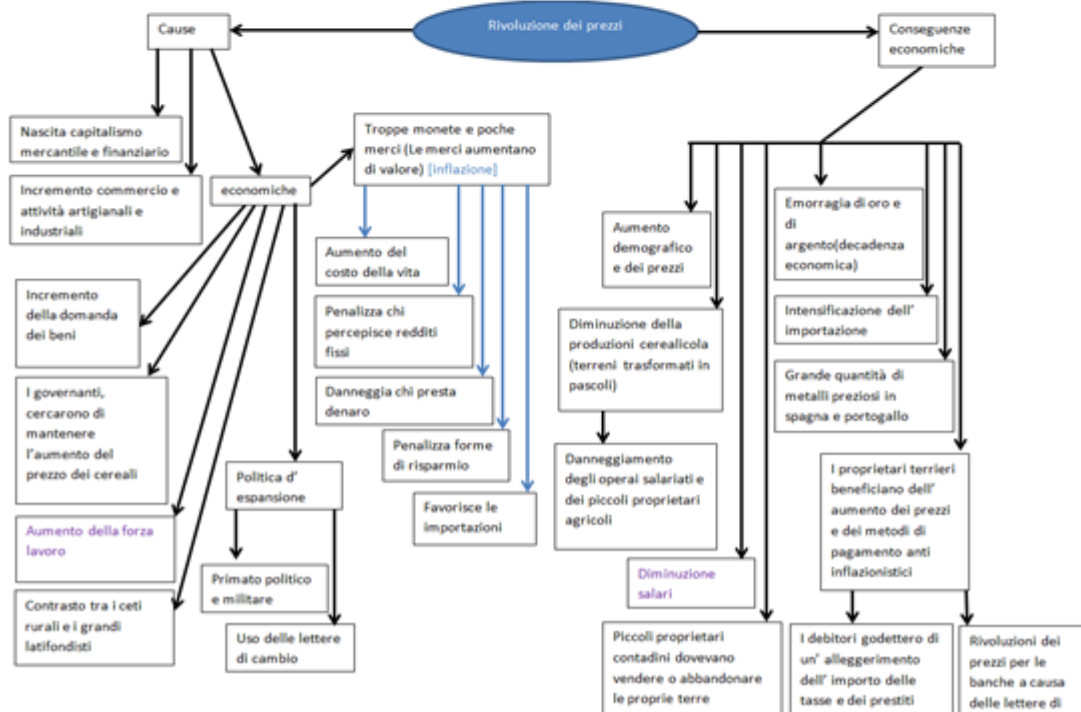 Rivoluzione dei prezzi
Cause
Conseguenze
economiche
Nascita capitalismo
mercantile e finanziario
Incremento commercio e
attività artigianali e
industriali
economiche
Troppe monete e poche
merci (Le merci aumentano
di valore) [inflazione]
Aumento del
costo della vita
Penalizza chi
percepisce redditi
fissi
Danneggia chi presta
denaro
Penalizza forme
di risparmio
Favorisce le
importazioni
Incremento
della domanda
dei beni
I governanti,
cercarono di
mantenere
l'aumento del
prezzo dei cereali
Aumento della forza
lavoro
Contrasto tra i ceti
rurali e i grandi
latifondisti
Politica d'
espansione
Primato politico
e militare
Uso delle lettere
di cambio
Aumento
demografico
e dei prezzi
Diminuzione della
produzioni cerealicola
(terreni trasformati in
pascoli)
Danneggiamento
degli operai salariati e
dei piccoli proprietari
agricoli
Diminuzione
salari
Piccoli proprietari
contadini dovevano
vendere o abbandonare
le proprie terre
Emorragia di oro e
di
argento(decadenza
economica)
Intensificazione dell'
importazione
Grande quantità di
metalli preziosi in
spagna e portogallo
I proprietari terrieri
beneficiano dell'
aumento dei prezzi
e dei metodi di
pagamento anti
inflazionistici
I debitori godettero di
un' alleggerimento
dell' importo delle
tasse e dei prestiti
Rivoluzioni dei
prezzi per le
banche a causa
delle lettere di